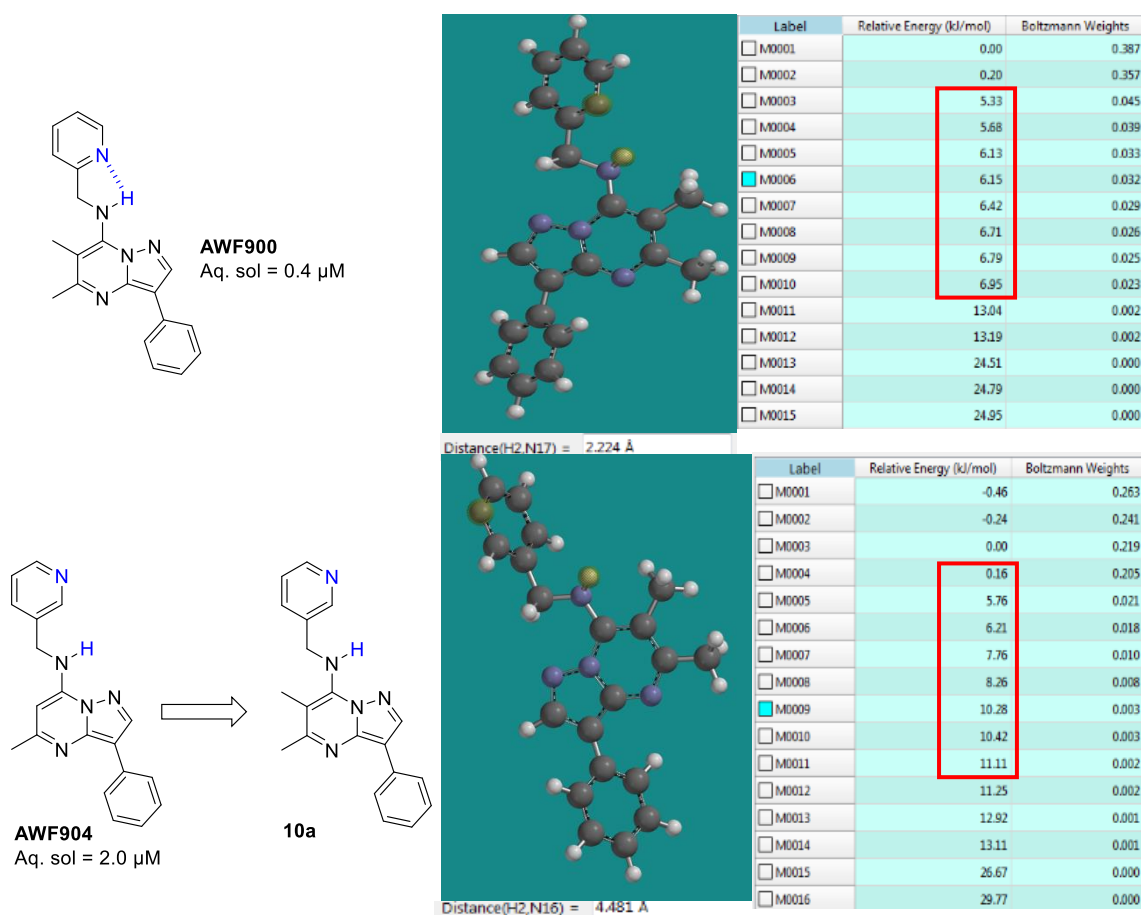 N
H
N
N
N
N
AWF900
Aq. sol = 0.4 µM
Label Relative Energy (kJ/mol) Boltzmann Weights
M0001 0.00 0.387
M0002 0.20 0.357
M0003 5.33 0.045
M0004 5.68 0.039
M0005 6.13 0.033
M0006 6.15 0.032
M0007 6.42 0.029
M0008 6.71 0.026
M0009 6.79 0.025
M0010 6.95 0.023
M0011 13.04 0.002
M0012 13.19 0.002
M0013 24.51 0.000
M0014 24.79 0.000
M0015 24.95 0.000
Distance(H2,N17) = 2.224 Å
N
N H
N N
N
AWF904
Aq. sol = 2.0 µM
N
N H
N N
N
10a
Label Relative Energy (kJ/mol) Boltzmann Weights
M0001 -0.46 0.263
M0002 -0.24 0.241
M0003 0.00 0.219
M0004 0.16 0.205
M0005 5.76 0.021
M0006 6.21 0.018
M0007 7.76 0.010
M0008 8.26 0.008
M0009 10.28 0.003
M0010 10.42 0.003
M0011 11.11 0.002
M0012 11.25 0.002
M0013 12.92 0.001
M0014 13.11 0.001
M0015 26.67 0.000
M0016 29.77 0.000
Distance(H2,N16) = 4.481 Å